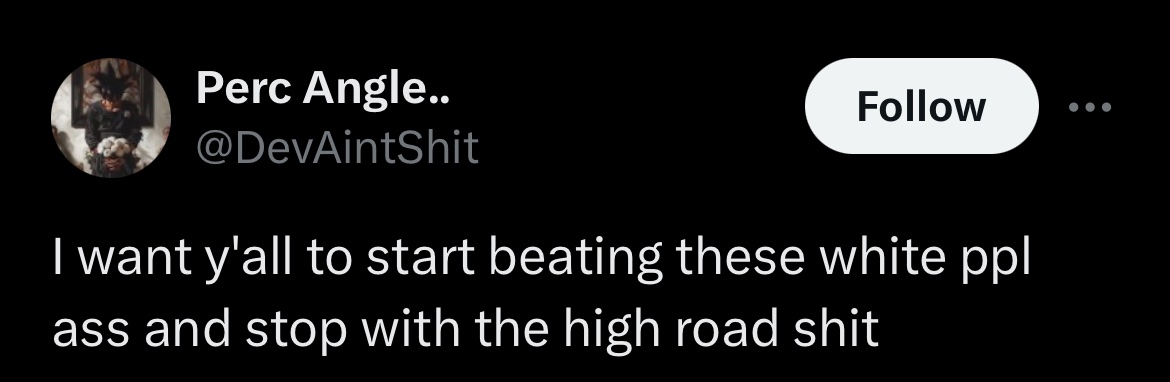 Perc Angle..
Follow
@DevAintShit
I want y'all to start beating these white ppl
ass and stop with the high road shit